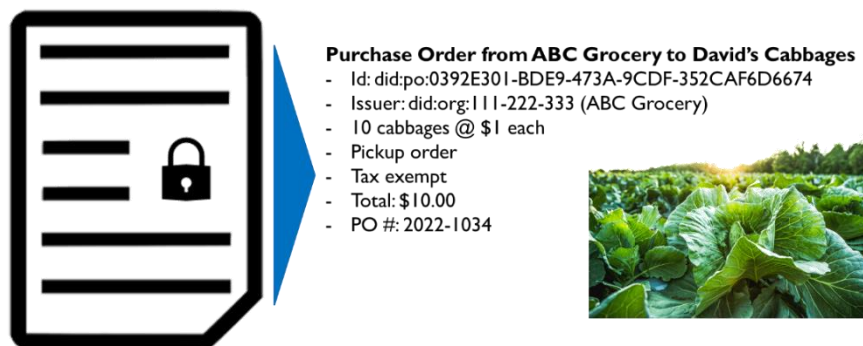 Purchase Order from ABC Grocery to David's Cabbages
- Id: did:po:0392E301-BDE9-473A-9CDF-352CAF6D6674
- Issuer: did:org:111-222-333 (ABC Grocery)
- 10 cabbages @ $1 each
- Pickup order
- Tax exempt
- Total: $10.00
- PO #: 2022-1034